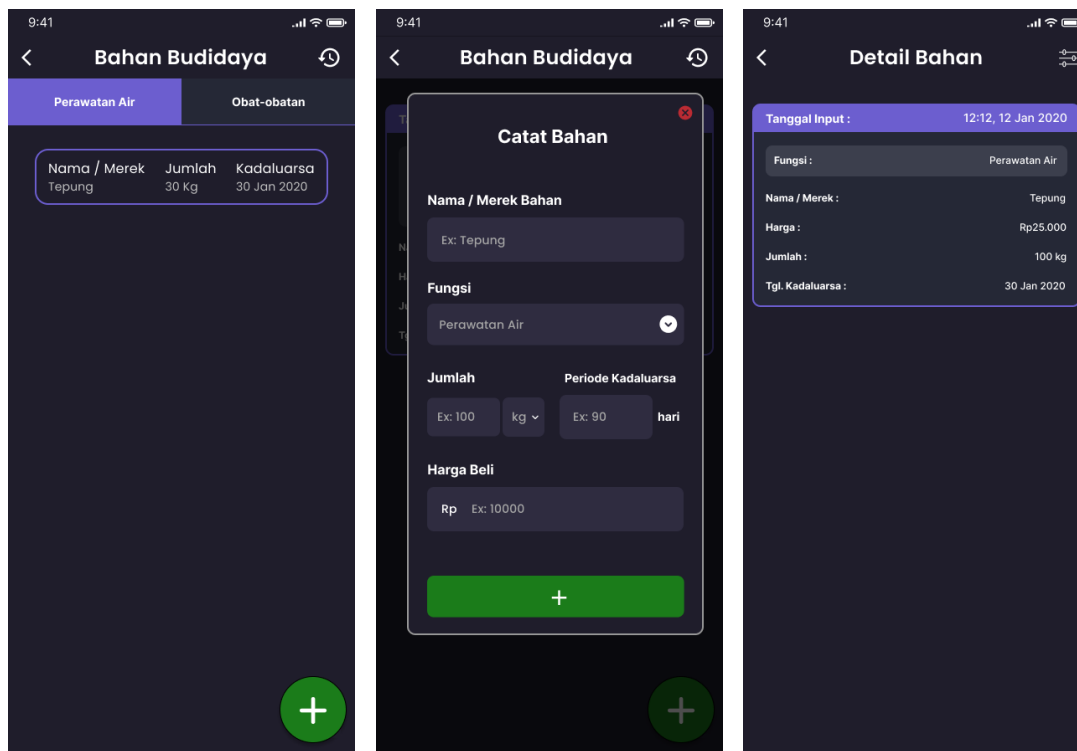 9:41
Bahan Budidaya
Perawatan Air Obat-obatan
Nama / Merek Jumlah Kadaluarsa
Tepung 30 Kg 30 Jan 2020
9:41
Bahan Budidaya
Catat Bahan
Nama / Merek Bahan
Ex: Tepung
Fungsi
Perawatan Air
Jumlah Periode Kadaluarsa
Ex: 100 kg Ex: 90 hari
Harga Beli
Rp Ex: 10000
+
9:41
Detail Bahan
Tanggal Input : 12:12, 12 Jan 2020
Fungsi : Perawatan Air
Nama / Merek : Tepung
Harga : Rp25.000
Jumlah : 100 kg
Tgl. Kadaluarsa : 30 Jan 2020